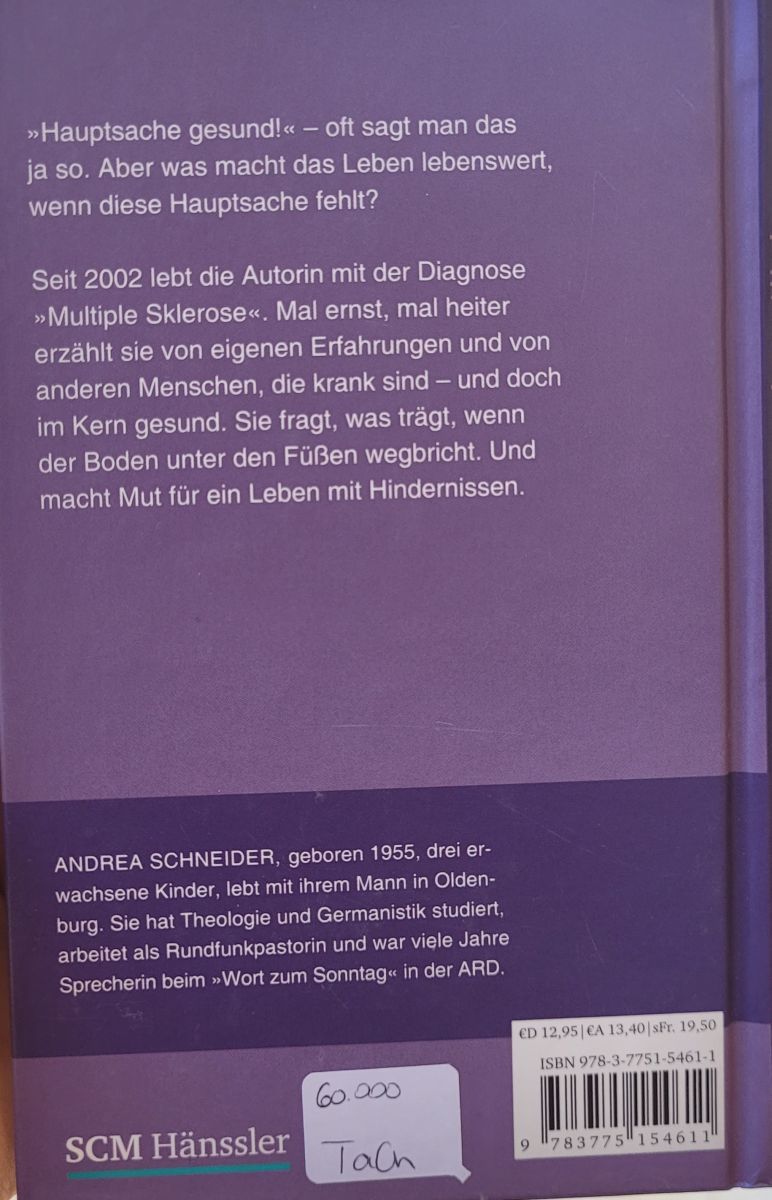 »Hauptsache gesund!« – oft sagt man das
ja so. Aber was macht das Leben lebenswert,
wenn diese Hauptsache fehlt?
Seit 2002 lebt die Autorin mit der Diagnose
»Multiple Sklerose«. Mal ernst, mal heiter
erzählt sie von eigenen Erfahrungen und von
anderen Menschen, die krank sind – und doch
im Kern gesund. Sie fragt, was trägt, wenn
der Boden unter den Füßen wegbricht. Und
macht Mut für ein Leben mit Hindernissen.
ANDREA SCHNEIDER, geboren 1955, drei er-
wachsene Kinder, lebt mit ihrem Mann in Olden-
burg. Sie hat Theologie und Germanistik studiert,
arbeitet als Rundfunkpastorin und war viele Jahre
Sprecherin beim »Wort zum Sonntag« in der ARD.
€D 12,95 | €A 13,40 | sFr. 19,50
ISBN 978-3-7751-5461-1
9 783775 154611
60.000
TaCh
SCM Hänssler